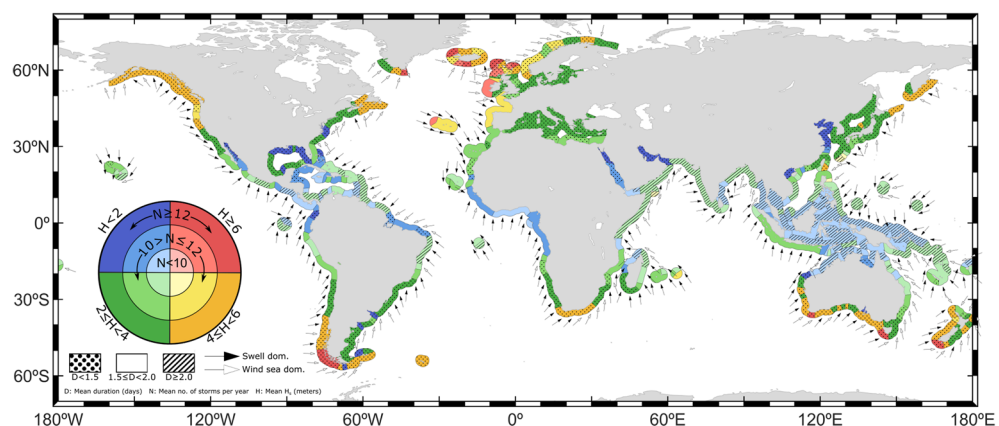 60ºN
30ºN
0º
30ºS
60ºS
H<2
N≥12
H≥6
10> N≤12
N<10
2≤H<4
4≤H<6
D<1.5
1.5≤D<2.0
D≥2.0
Swell dom.
Wind sea dom.
D: Mean duration (days) N: Mean no. of storms per year H: Mean Hs (meters)
180ºW 120ºW 60ºW 0º 60ºE 120ºE 180ºE